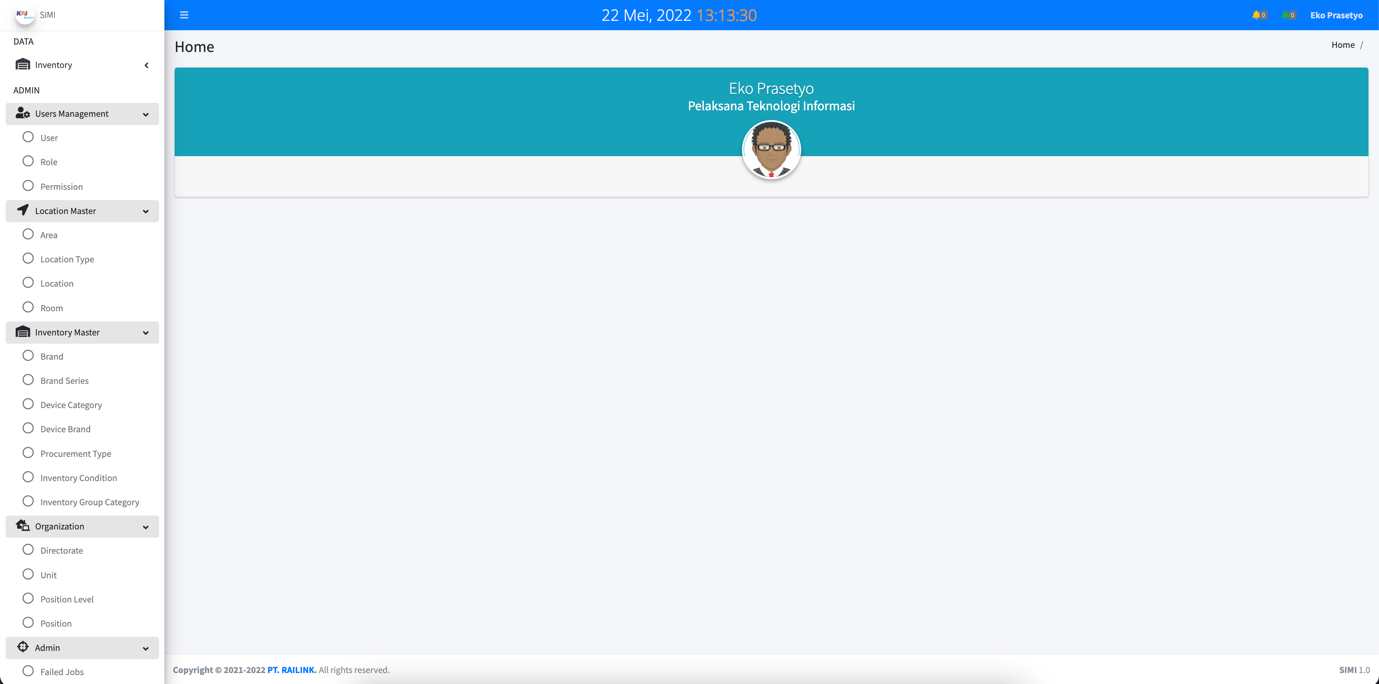 KAI SIMI
DATA
Inventory
ADMIN
Users Management
User
Role
Permission
Location Master
Area
Location Type
Location
Room
Inventory Master
Brand
Brand Series
Device Category
Device Brand
Procurement Type
Inventory Condition
Inventory Group Category
Organization
Directorate
Unit
Position Level
Position
Admin
Failed Jobs
22 Mei, 2022 13:13:30
0 0 Eko Prasetyo
Home
Home /
Eko Prasetyo
Pelaksana Teknologi Informasi
Copyright © 2021-2022 PT. RAILINK. All rights reserved.
SIMI 1.0